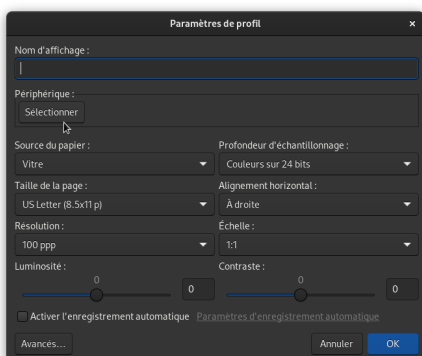 Paramètres de profil
Nom d'affichage :
Périphérique :
Sélectionner
Source du papier :
Profondeur d'échantillonnage :
Vitre
Couleurs sur 24 bits
Taille de la page :
Alignement horizontal :
US Letter (8.5x11 p)
À droite
Résolution :
Échelle :
100 ppp
1:1
Luminosité :
Contraste :
0
0
0
0
Activer l'enregistrement automatique Paramètres d'enregistrement automatique
Avancés...
Annuler
OK